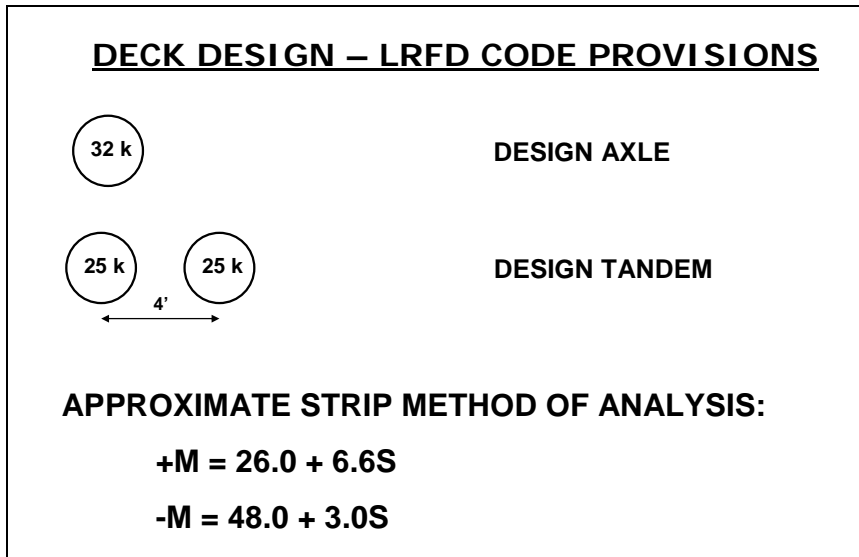 DECK DESIGN – LRFD CODE PROVISIONS
32 k
DESIGN AXLE
25 k 25 k
DESIGN TANDEM
4’
APPROXIMATE STRIP METHOD OF ANALYSIS:
+M = 26.0 + 6.6S
-M = 48.0 + 3.0S